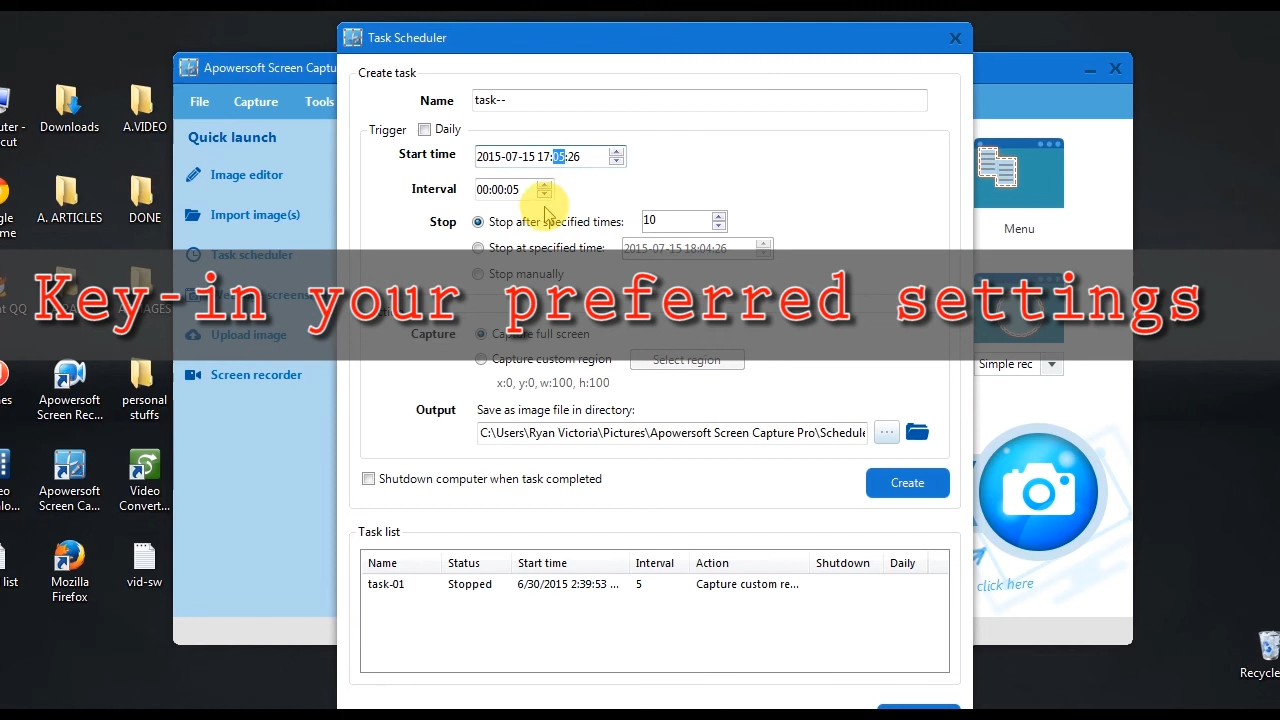 Task Scheduler
Apowersoft Screen Captu
File Capture Tools
Quick launch
Image editor
Import image(s)
Task scheduler
Upload image
Screen recorder
Create task
Name task--
Trigger Daily
Start time 2015-07-15 17:05:26
Interval 00:00:05
Stop Stop after specified times: 10
Stop at specified time: 2015-07-15 18:04:26
Stop manually
Key-in your preferred settings
Capture Capture full screen
Capture custom region Select region
x:0, y:0, w:100, h:100
Output Save as image file in directory:
C:\Users\Ryan Victoria\Pictures\Apowersoft Screen Capture Pro\Schedule
...
Shutdown computer when task completed
Create
Task list
Name Status Start time Interval Action Shutdown Daily
task-01 Stopped 6/30/2015 2:39:53 ... 5 Capture custom re...
Menu
Simple rec
click here
Downloads
A.VIDEO
A. ARTICLES
DONE
Apowersoft
Screen Rec...
personal
stuffs
Apowersoft
Screen Ca...
Video
Convert...
Mozilla
Firefox
vid-sw
list
Recycle